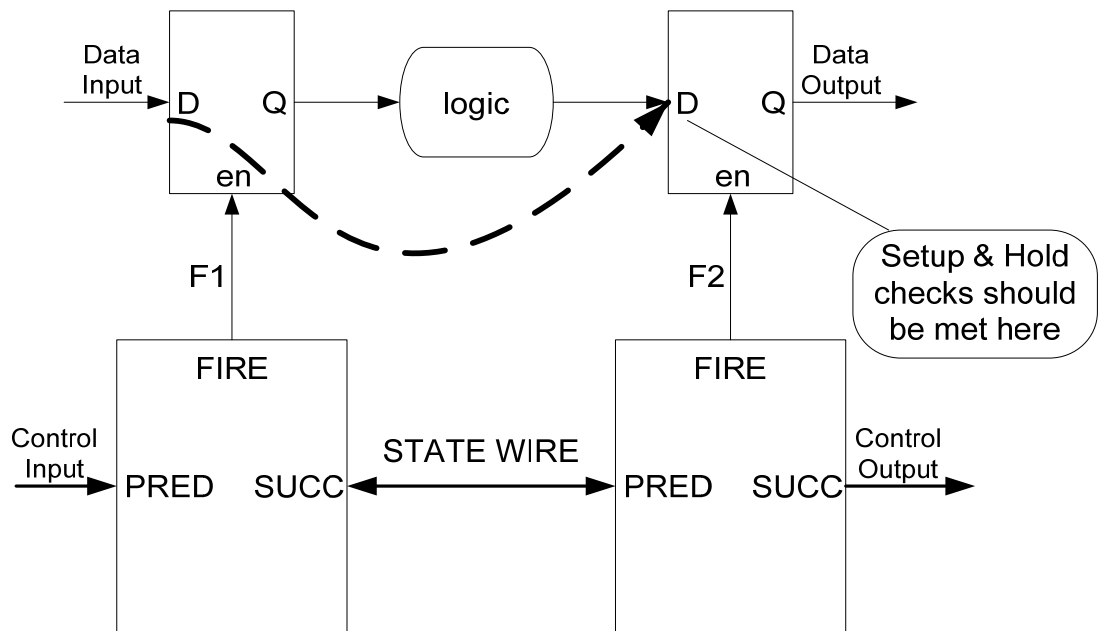 Data
Input
D
Q
en
logic
D
Q
en
Data
Output
F1
F2
Setup & Hold
checks should
be met here
FIRE
FIRE
Control
Input
PRED
SUCC
STATE WIRE
PRED
SUCC
Control
Output